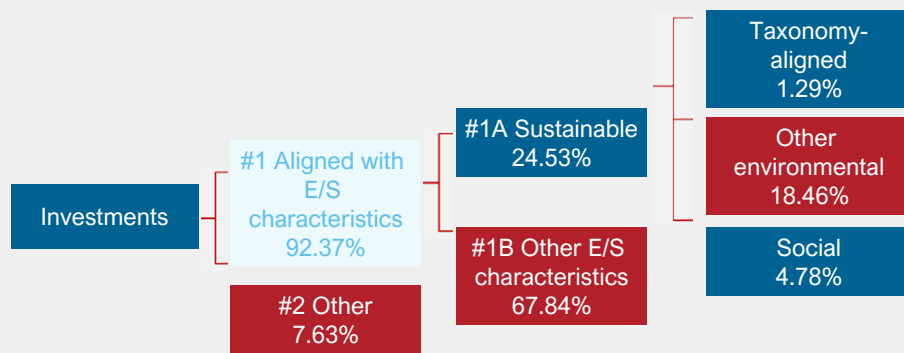 Investments
#1 Aligned with
E/S
characteristics
92.37%
#2 Other
7.63%
#1A Sustainable
24.53%
#1B Other E/S
characteristics
67.84%
Taxonomy-
aligned
1.29%
Other
environmental
18.46%
Social
4.78%